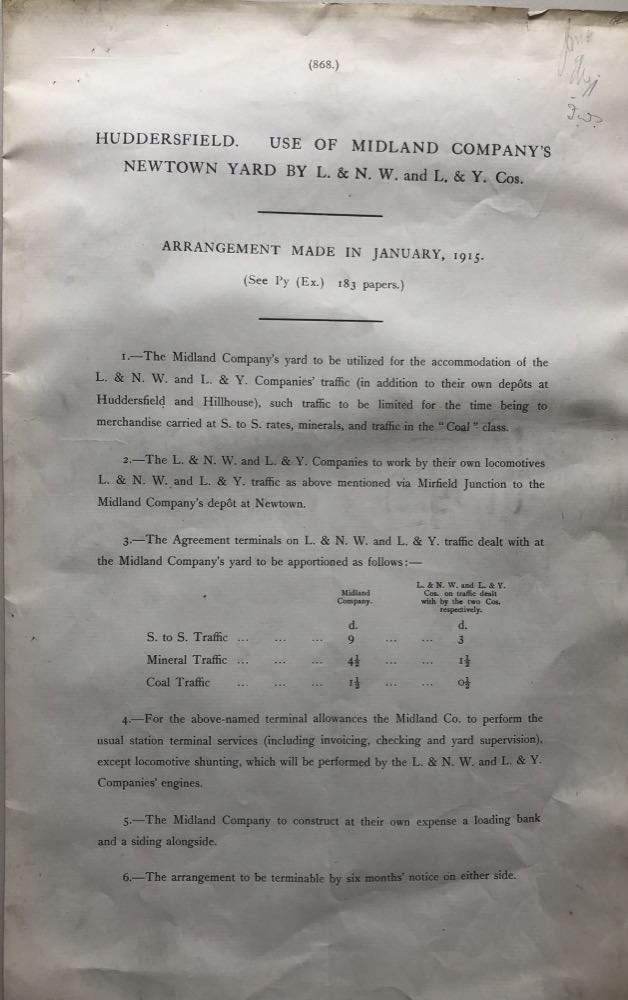 (868.)
HUDDERSFIELD. USE OF MIDLAND COMPANY'S
NEWTOWN YARD BY L. & N. W. and L. & Y. Cos.
ARRANGEMENT MADE IN JANUARY, 1915.
(See Py (Ex.) 183 papers.)
1.—The Midland Company's yard to be utilized for the accommodation of the
L. & N. W. and L. & Y. Companies' traffic (in addition to their own depôts at
Huddersfield and Hillhouse), such traffic to be limited for the time being to
merchandise carried at S. to S. rates, minerals, and traffic in the "Coal" class.
2.—The L. & N. W. and L. & Y. Companies to work by their own locomotives
L. & N. W. and L. & Y. traffic as above mentioned via Mirfield Junction to the
Midland Company's depôt at Newtown.
3.—The Agreement terminals on L. & N. W. and L. & Y. traffic dealt with at
the Midland Company's yard to be apportioned as follows:—
Midland
Company.
L. & N. W. and L. & Y.
Cos. on traffic dealt
with by the two Cos.
respectively.
d. d.
S. to S. Traffic ... ... ... 9 ... ... 3
Mineral Traffic ... ... ... 4½ ... ... 1½
Coal Traffic ... ... ... 1½ ... ... 0½
4.—For the above-named terminal allowances the Midland Co. to perform the
usual station terminal services (including invoicing, checking and yard supervision),
except locomotive shunting, which will be performed by the L. & N. W. and L. & Y.
Companies' engines.
5.—The Midland Company to construct at their own expense a loading bank
and a siding alongside.
6.—The arrangement to be terminable by six months' notice on either side.